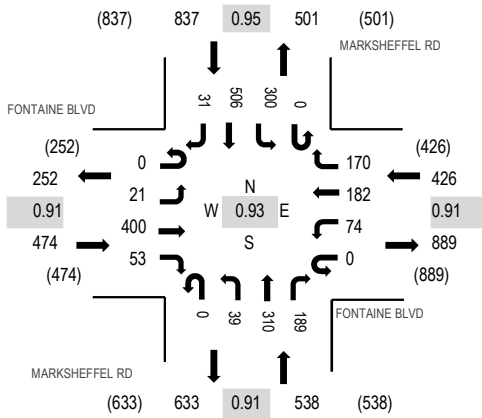 (837) 837 0.95 501 (501)
MARKSHEFFEL RD
31 506 300 0
FONTAINE BLVD
(252) (426)
0 170
252 426
21 182
N
0.91 W 0.93 E 0.91
400 74
S
474 889
53 0
(474) (889)
0 39 310 189
FONTAINE BLVD
MARKSHEFFEL RD
(633) 633 0.91 538 (538)